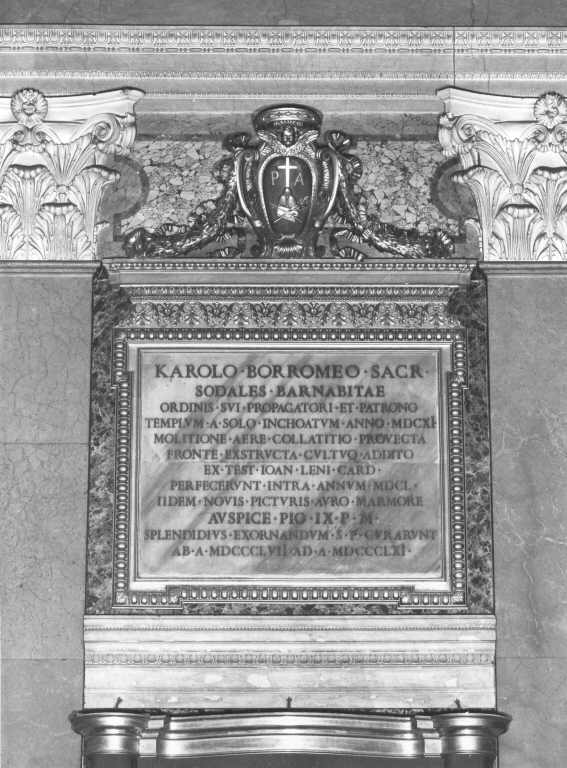 P A
KAROLO · BORROMEO · SACR ·
SODALES · BARNABITAE
ORDINIS · SVI · PROPAGATORI · ET · PATRONO
TEMPLVM · A · SOLO · INCHOATVM · ANNO · MDCXI
MOLITIONE · AERE · COLLATITIO · PROVECTA
FRONTE · EXSTRVCTA · CVLTVQ · ADDITO
EX · TEST · IOAN · LENI · CARD ·
PERFECERVNT · INTRA · ANNVM · MDCL ·
IIDEM · NOVIS · PICTVRIS · AVRO · MARMORE
AVSPICE · PIO · IX · P · M ·
SPLENDIDIVS · EXORNANDVM · S · P · CVRARVNT
AB · A · MDCCCLVII · AD · A · MDCCCLXI ·